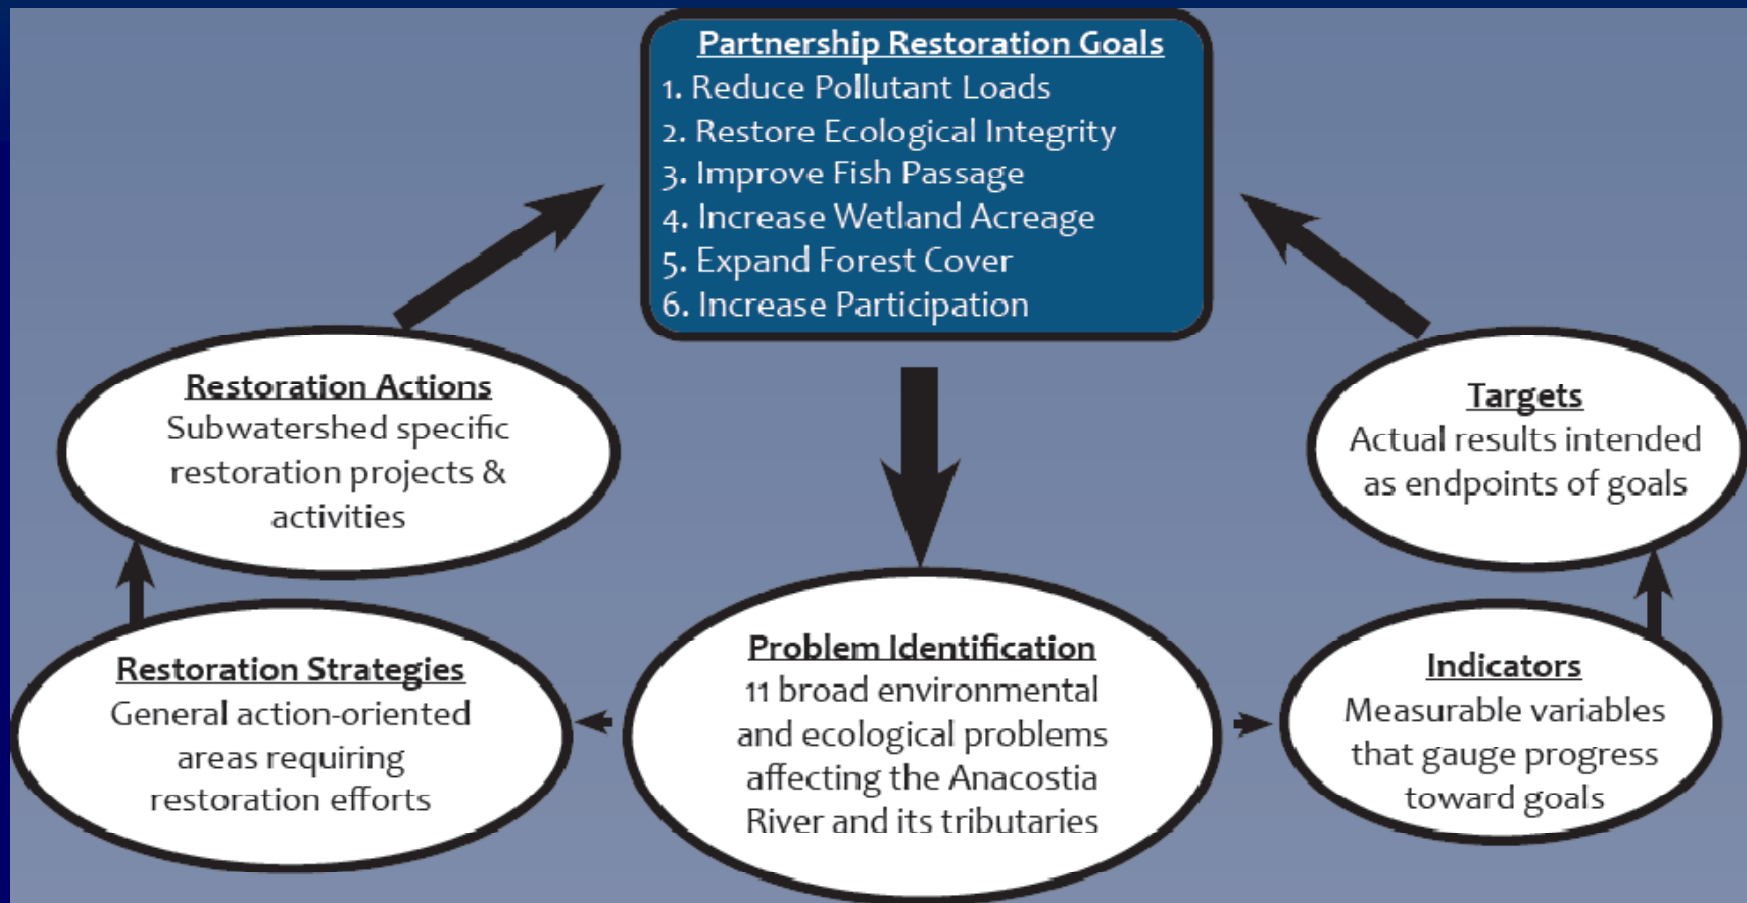 Partnership Restoration Goals
1. Reduce Pollutant Loads
2. Restore Ecological Integrity
3. Improve Fish Passage
4. Increase Wetland Acreage
5. Expand Forest Cover
6. Increase Participation
Restoration Actions
Subwatershed specific
restoration projects &
activities
Targets
Actual results intended
as endpoints of goals
Restoration Strategies
General action-oriented
areas requiring
restoration efforts
Problem Identification
11 broad environmental
and ecological problems
affecting the Anacostia
River and its tributaries
Indicators
Measurable variables
that gauge progress
toward goals